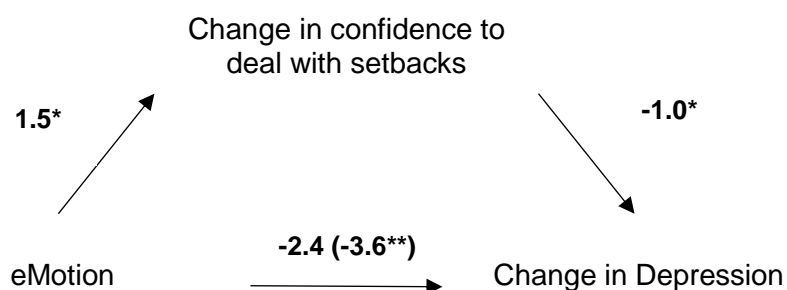 Change in confidence to
deal with setbacks
1.5*
-1.0*
-2.4 (-3.6**)
eMotion
Change in Depression